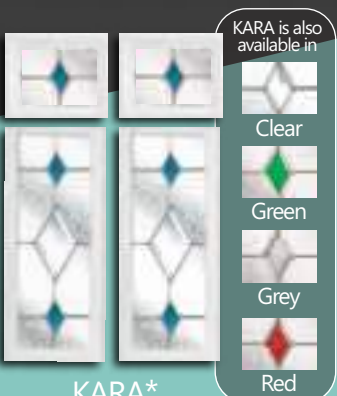 KARA is also
available in
Clear
Green
Grey
Red
KARA*